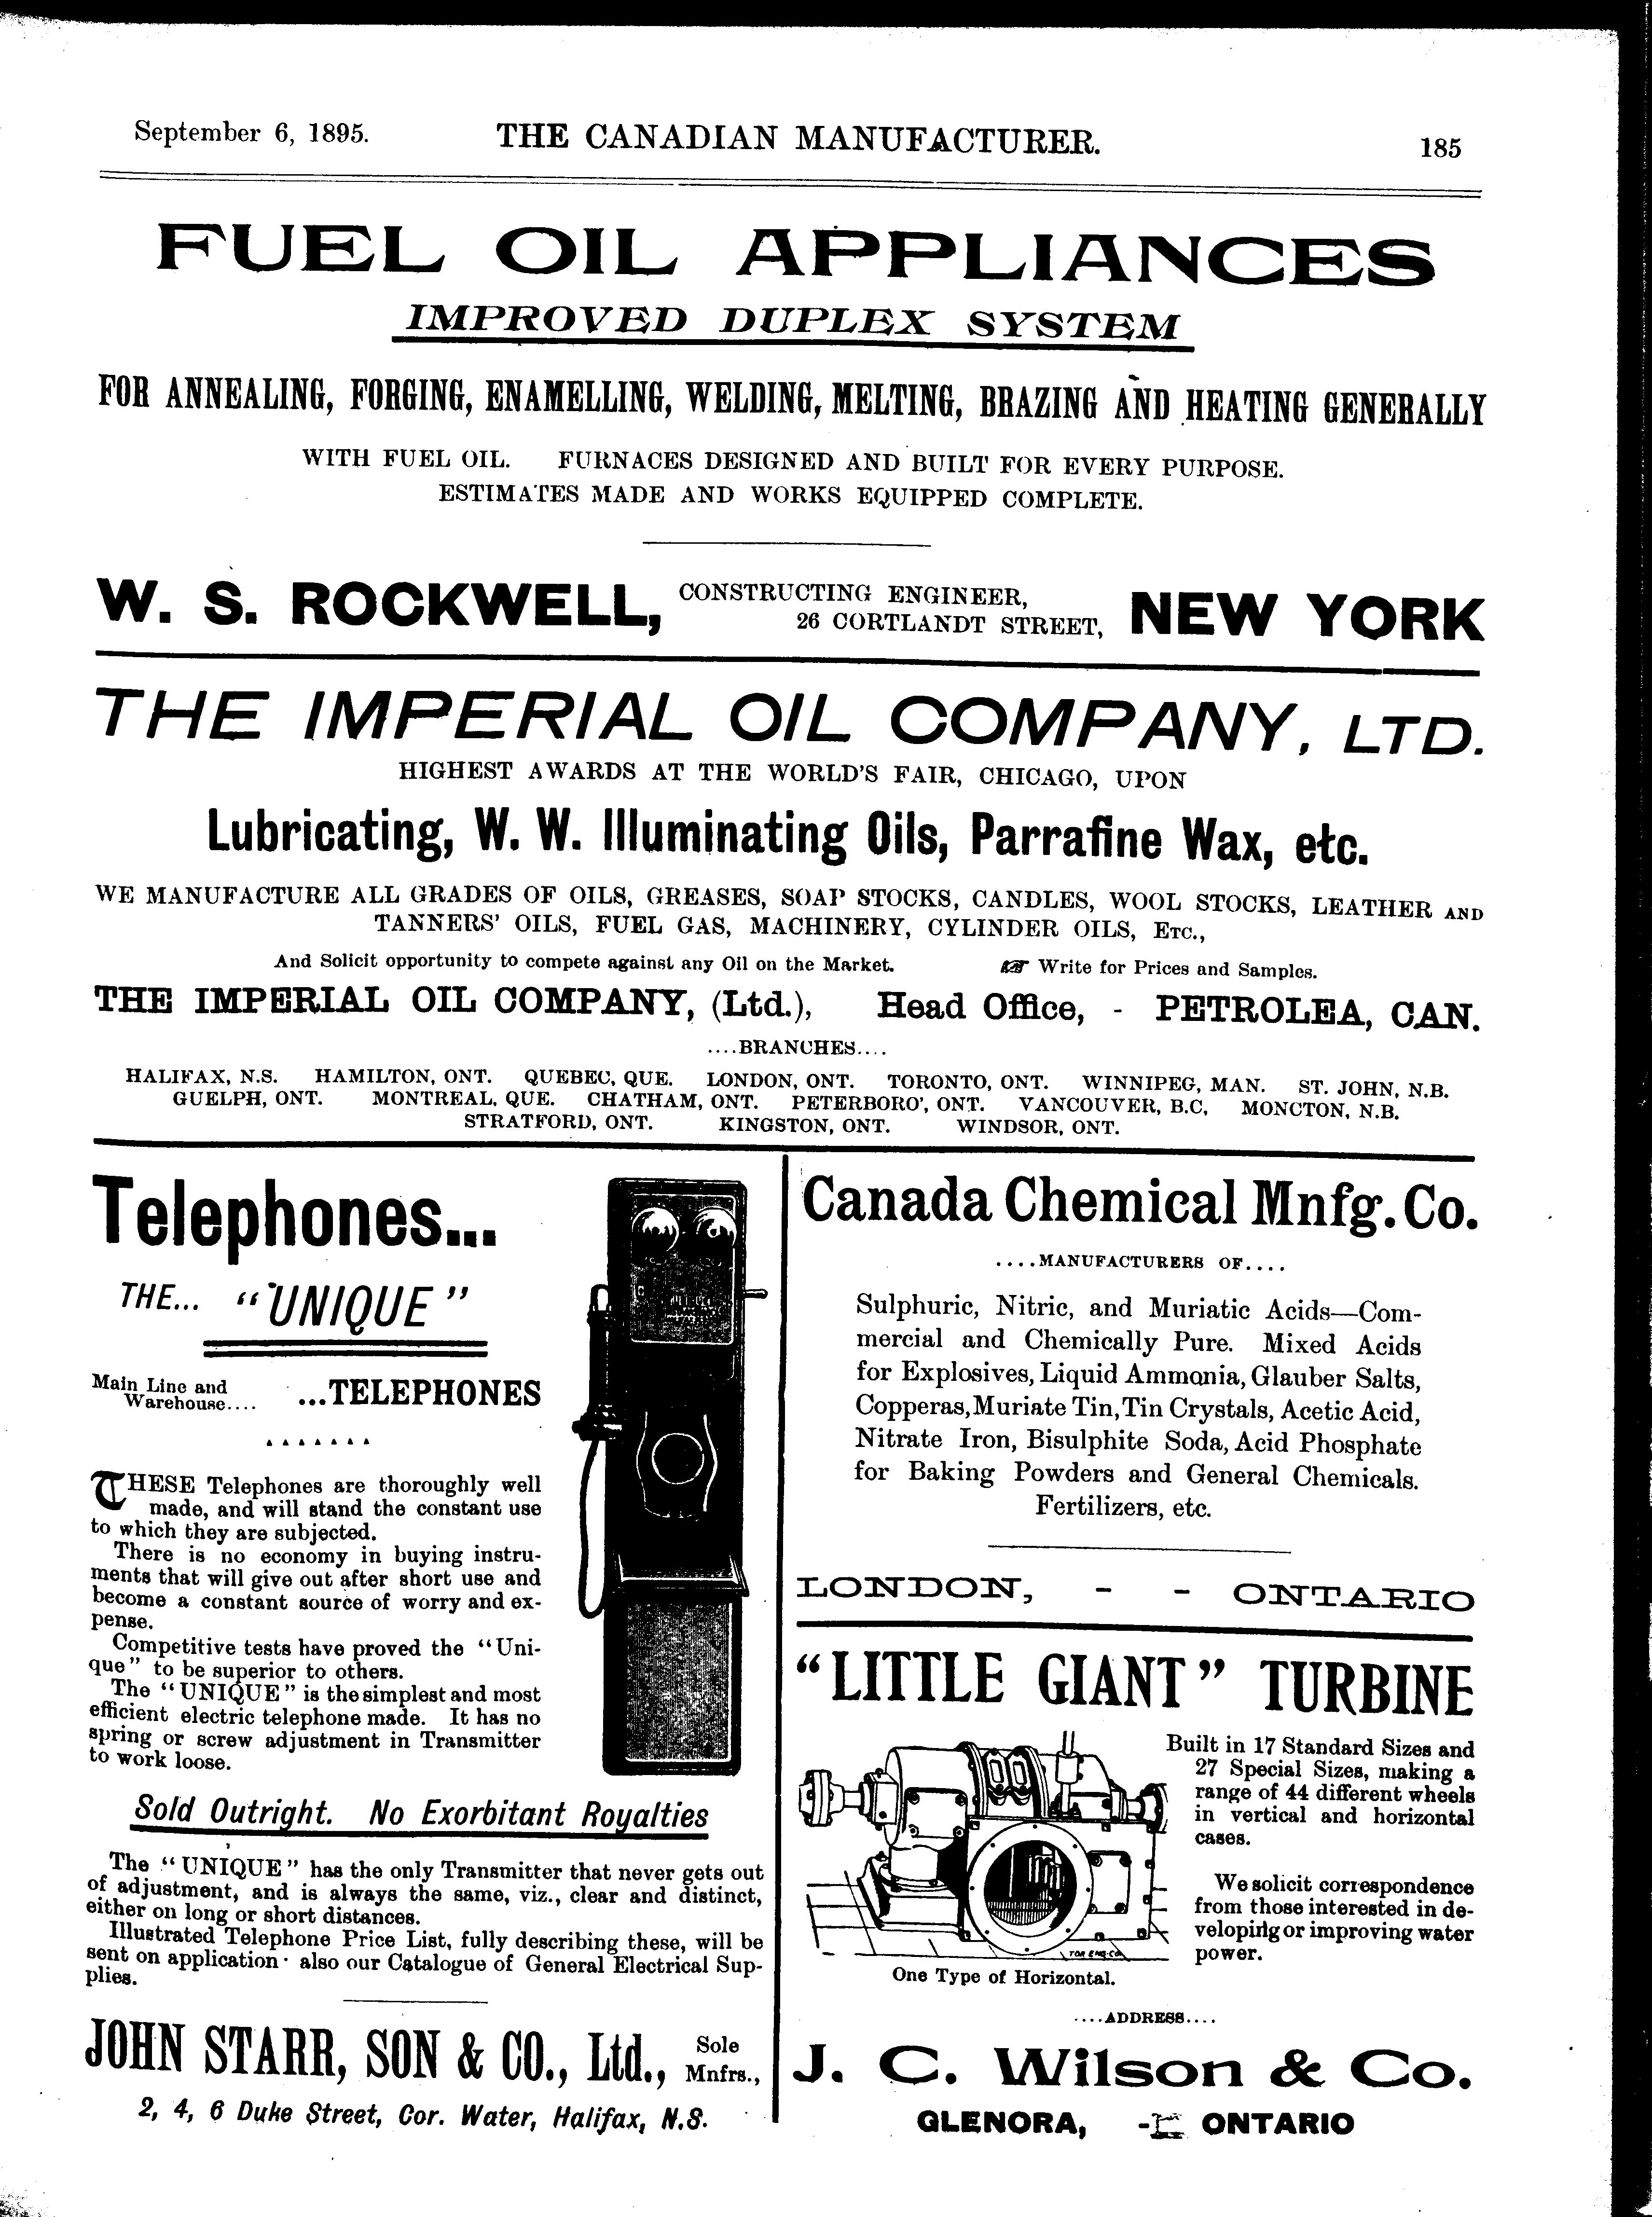 September 6, 1895. THE CANADIAN MANUFACTURER. 185
FUEL OIL APPLIANCES
IMPROVED DUPLEX SYSTEM
FOR ANNEALING, FORGING, ENAMELLING, WELDING, MELTING, BRAZING AND HEATING GENERALLY
WITH FUEL OIL. FURNACES DESIGNED AND BUILT FOR EVERY PURPOSE.
ESTIMATES MADE AND WORKS EQUIPPED COMPLETE.
W. S. ROCKWELL, CONSTRUCTING ENGINEER, 26 CORTLANDT STREET, NEW YORK
THE IMPERIAL OIL COMPANY, LTD.
HIGHEST AWARDS AT THE WORLD'S FAIR, CHICAGO, UPON
Lubricating, W. W. Illuminating Oils, Parrafine Wax, etc.
WE MANUFACTURE ALL GRADES OF OILS, GREASES, SOAP STOCKS, CANDLES, WOOL STOCKS, LEATHER AND
TANNERS' OILS, FUEL GAS, MACHINERY, CYLINDER OILS, ETC.,
And Solicit opportunity to compete against any Oil on the Market. ☞ Write for Prices and Samples.
THE IMPERIAL OIL COMPANY, (Ltd.), Head Office, - PETROLEA, CAN.
....BRANCHES....
HALIFAX, N.S. HAMILTON, ONT. QUEBEC, QUE. LONDON, ONT. TORONTO, ONT. WINNIPEG, MAN. ST. JOHN, N.B.
GUELPH, ONT. MONTREAL, QUE. CHATHAM, ONT. PETERBORO', ONT. VANCOUVER, B.C, MONCTON, N.B.
STRATFORD, ONT. KINGSTON, ONT. WINDSOR, ONT.
Telephones...
THE... "UNIQUE"
Main Line and
Warehouse.... ...TELEPHONES
THESE Telephones are thoroughly well
made, and will stand the constant use
to which they are subjected.
There is no economy in buying instru-
ments that will give out after short use and
become a constant source of worry and ex-
pense.
Competitive tests have proved the "Uni-
que" to be superior to others.
The "UNIQUE" is the simplest and most
efficient electric telephone made. It has no
spring or screw adjustment in Transmitter
to work loose.
Sold Outright. No Exorbitant Royalties
The "UNIQUE" has the only Transmitter that never gets out
of adjustment, and is always the same, viz., clear and distinct,
either on long or short distances.
Illustrated Telephone Price List, fully describing these, will be
sent on application · also our Catalogue of General Electrical Sup-
plies.
JOHN STARR, SON & CO., Ltd., Sole Mnfrs.,
2, 4, 6 Duke Street, Cor. Water, Halifax, N.S.
Canada Chemical Mnfg. Co.
....MANUFACTURERS OF....
Sulphuric, Nitric, and Muriatic Acids—Com-
mercial and Chemically Pure. Mixed Acids
for Explosives, Liquid Ammonia, Glauber Salts,
Copperas, Muriate Tin, Tin Crystals, Acetic Acid,
Nitrate Iron, Bisulphite Soda, Acid Phosphate
for Baking Powders and General Chemicals.
Fertilizers, etc.
LONDON, - - ONTARIO
"LITTLE GIANT" TURBINE
Built in 17 Standard Sizes and
27 Special Sizes, making a
range of 44 different wheels
in vertical and horizontal
cases.
We solicit correspondence
from those interested in de-
veloping or improving water
power.
TOR ENG. CO.
One Type of Horizontal.
....ADDRESS....
J. C. Wilson & Co.
GLENORA, - ONTARIO